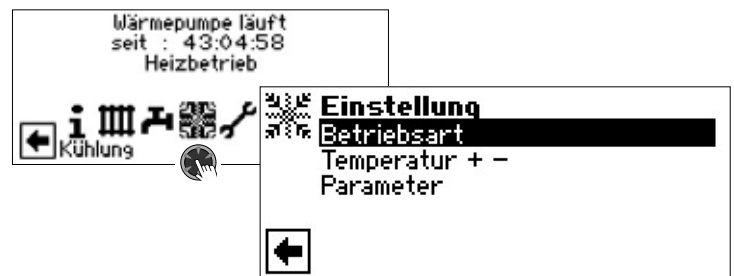 Wärmepumpe läuft
seit : 43:04:58
Heizbetrieb
Kühlung
Einstellung
Betriebsart
Temperatur + −
Parameter